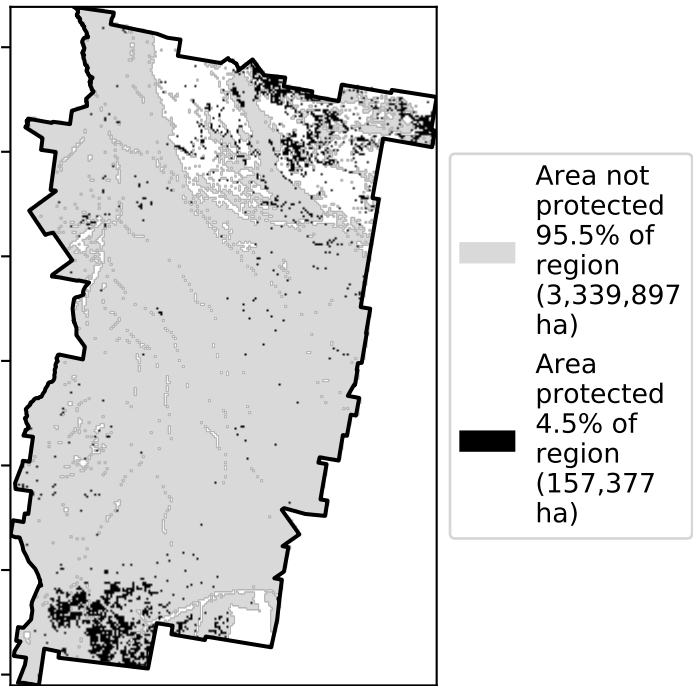 Area not
protected
95.5% of
region
(3,339,897
ha)
Area
protected
4.5% of
region
(157,377
ha)